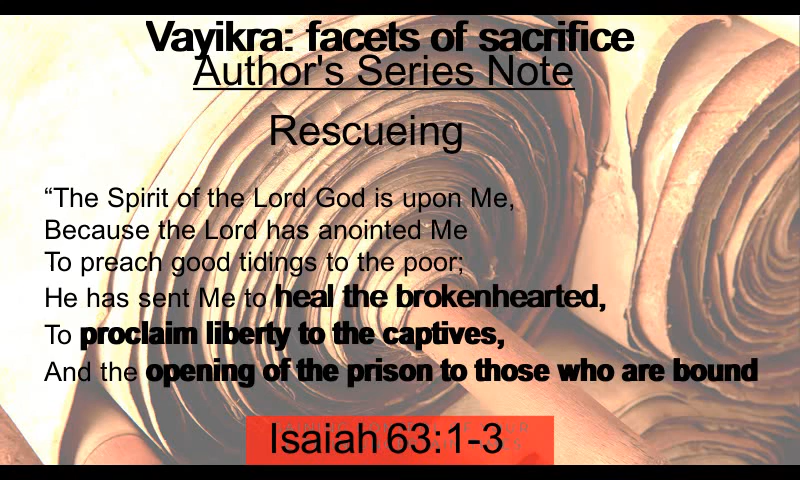 Vayikra: facets of sacrifice
Author's Series Note
Rescueing
“The Spirit of the Lord God is upon Me,
Because the Lord has anointed Me
To preach good tidings to the poor;
He has sent Me to heal the brokenhearted,
To proclaim liberty to the captives,
And the opening of the prison to those who are bound
Isaiah 63:1-3